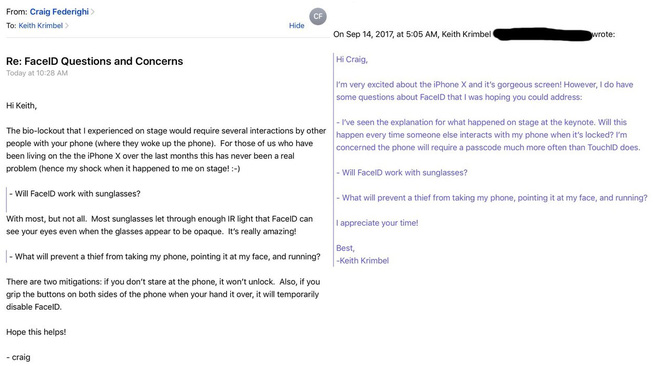 From: Craig Federighi >
CF
To: Keith Krimbel >
Hide
Re: FaceID Questions and Concerns
Today at 10:28 AM
Hi Keith,
The bio-lockout that I experienced on stage would require several interactions by other
people with your phone (where they woke up the phone). For those of us who have
been living on the the iPhone X over the last months this has never been a real
problem (hence my shock when it happened to me on stage! :-)
- Will FaceID work with sunglasses?
With most, but not all. Most sunglasses let through enough IR light that FaceID can
see your eyes even when the glasses appear to be opaque. It's really amazing!
- What will prevent a thief from taking my phone, pointing it at my face, and running?
There are two mitigations: if you don't stare at the phone, it won't unlock. Also, if you
grip the buttons on both sides of the phone when your hand it over, it will temporarily
disable FaceID.
Hope this helps!
- craig
On Sep 14, 2017, at 5:05 AM, Keith Krimbel wrote:
Hi Craig,
I'm very excited about the iPhone X and it's gorgeous screen! However, I do have
some questions about FaceID that I was hoping you could address:
- I've seen the explanation for what happened on stage at the keynote. Will this
happen every time someone else interacts with my phone when it's locked? I'm
concerned the phone will require a passcode much more often than TouchID does.
- Will FaceID work with sunglasses?
- What will prevent a thief from taking my phone, pointing it at my face, and running?
I appreciate your time!
Best,
-Keith Krimbel